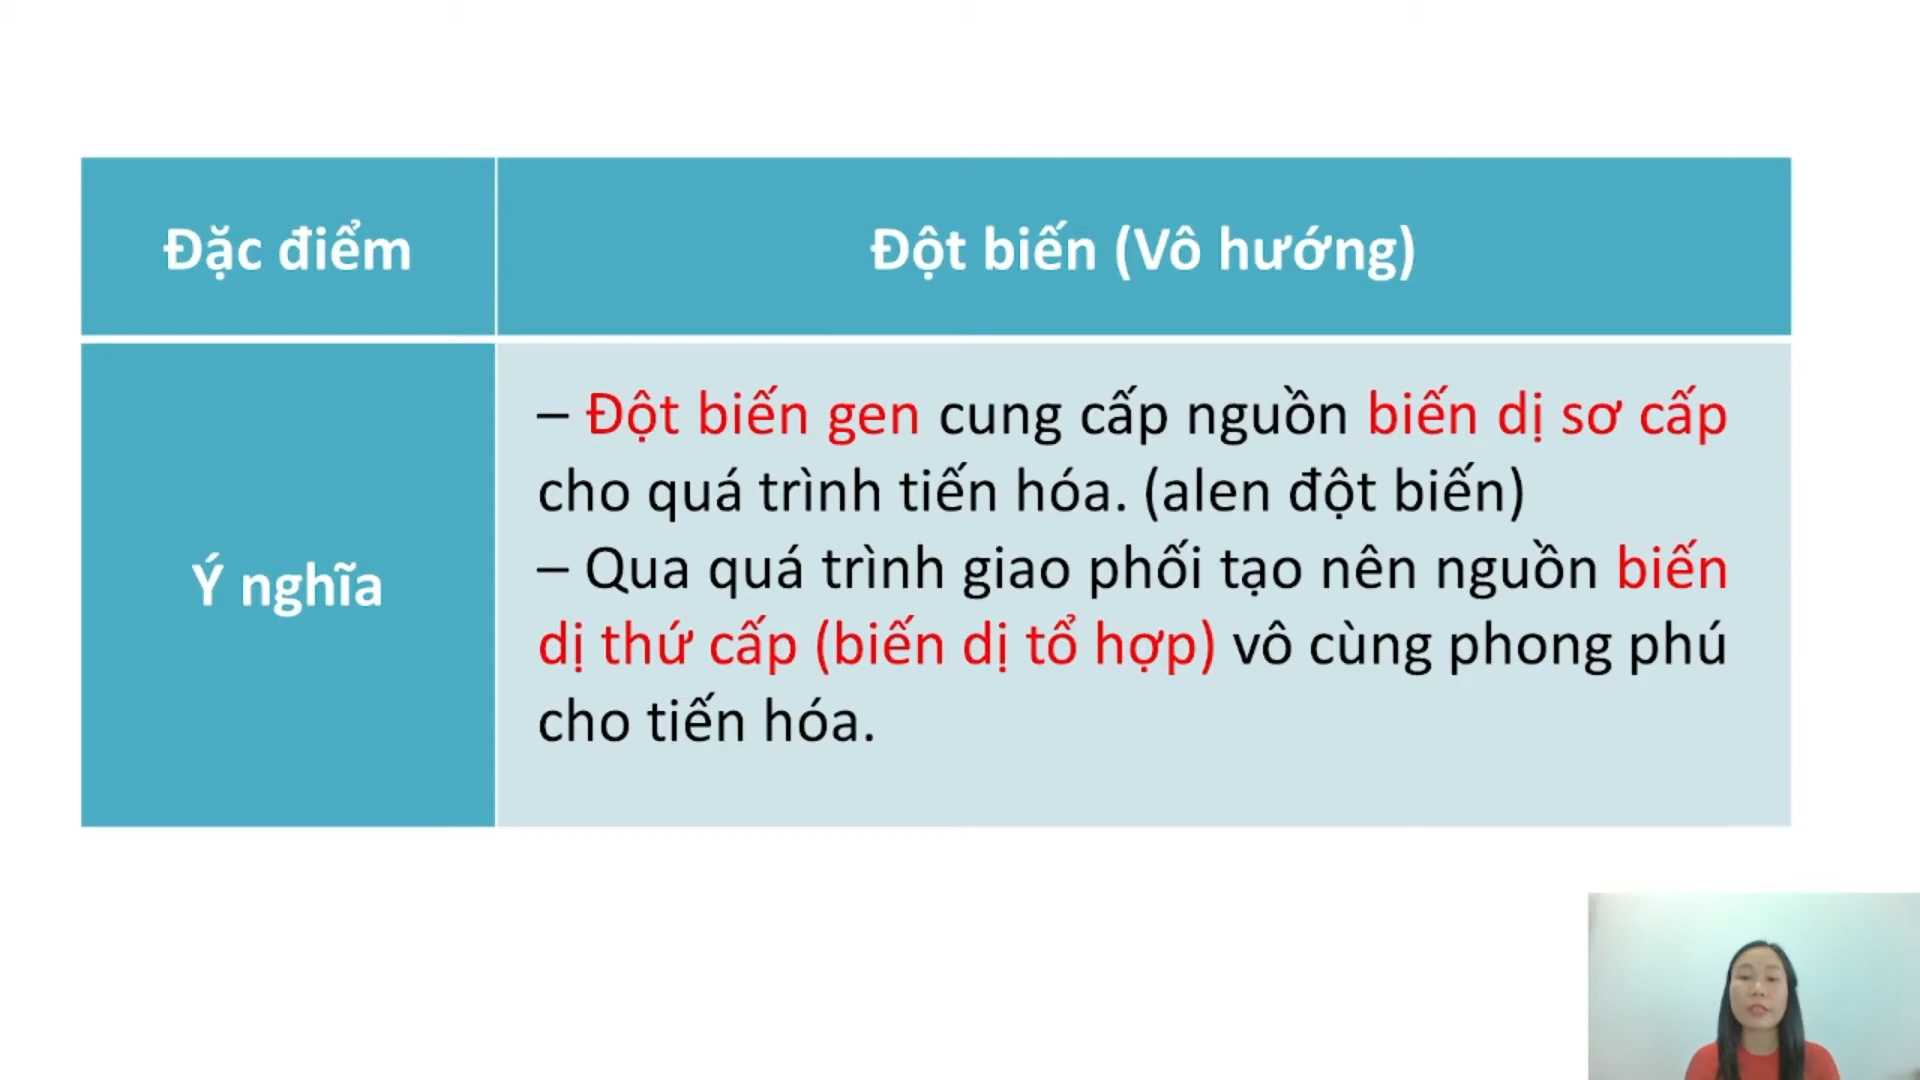 Đặc điểm
Đột biến (Vô hướng)
Ý nghĩa
– Đột biến gen cung cấp nguồn biến dị sơ cấp
cho quá trình tiến hóa. (alen đột biến)
– Qua quá trình giao phối tạo nên nguồn biến
dị thứ cấp (biến dị tổ hợp) vô cùng phong phú
cho tiến hóa.